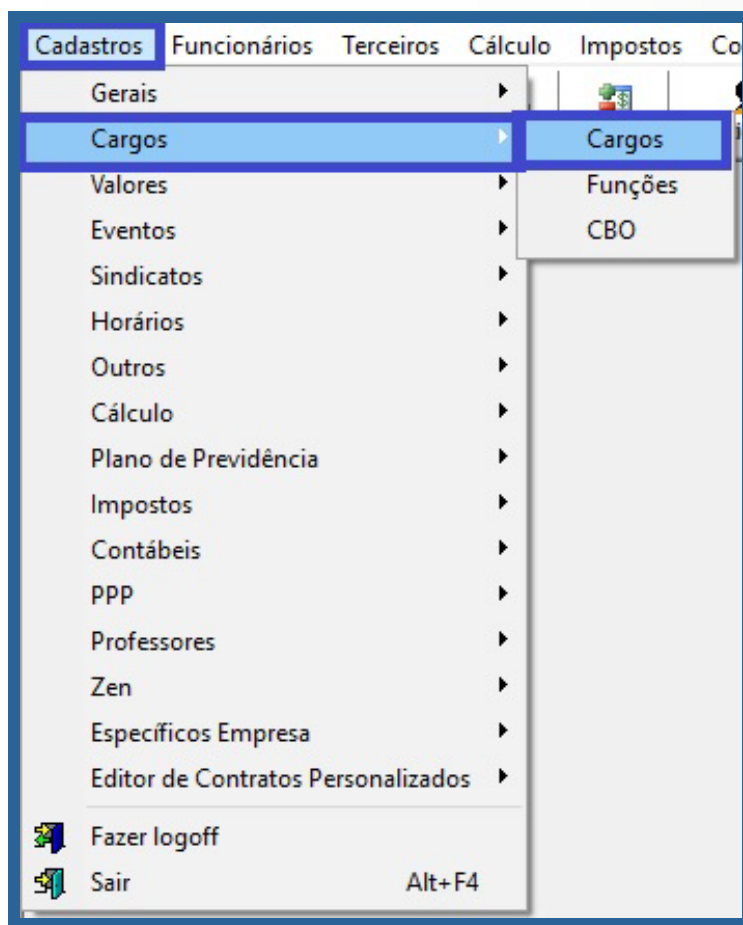 Cadastros Funcionários Terceiros Cálculo Impostos Co
Gerais
Cargos Cargos
Valores Funções
Eventos CBO
Sindicatos
Horários
Outros
Cálculo
Plano de Previdência
Impostos
Contábeis
PPP
Professores
Zen
Específicos Empresa
Editor de Contratos Personalizados
Fazer logoff
Sair Alt+F4